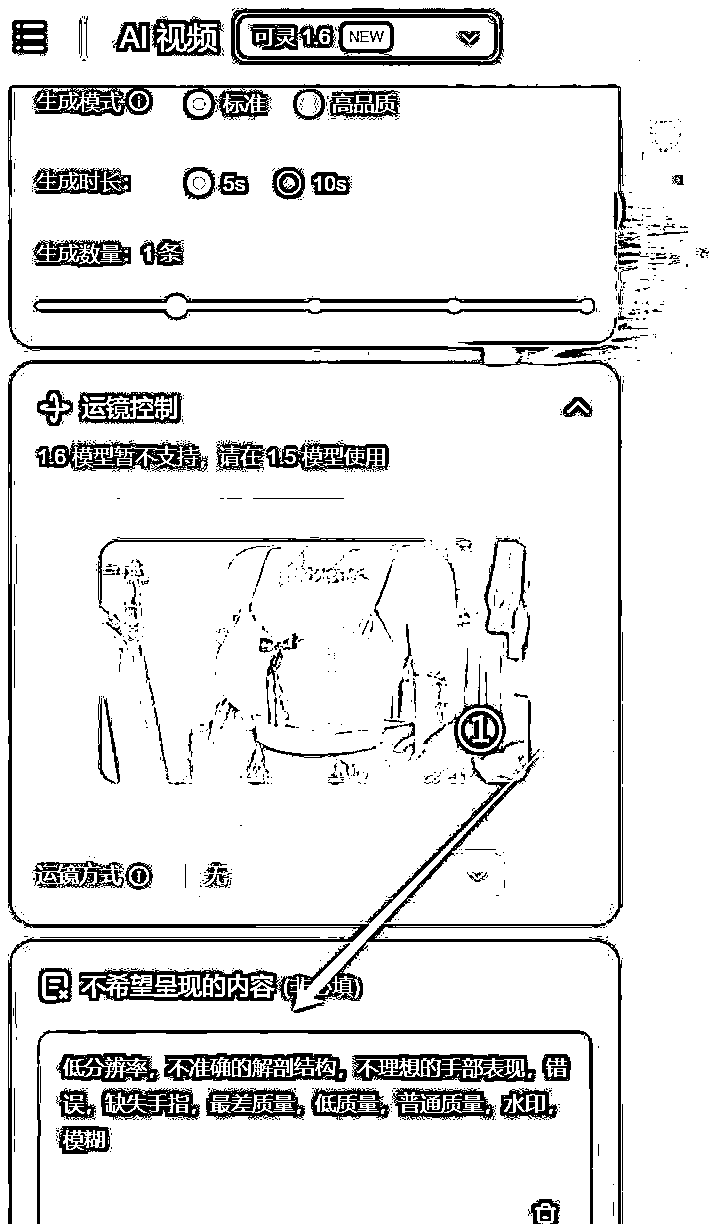 AI 视频 可灵 1.6 NEW
生成模式 标准 高品质
生成时长: 5s 10s
生成数量: 1 条
运镜控制
1.6 模型暂不支持，请在 1.5 模型使用
①
运镜方式 无
不希望呈现的内容 (非必填)
低分辨率，不准确的解剖结构，不理想的手部表现，错
误，缺失手指，最差质量，低质量，普通质量，水印，
模糊